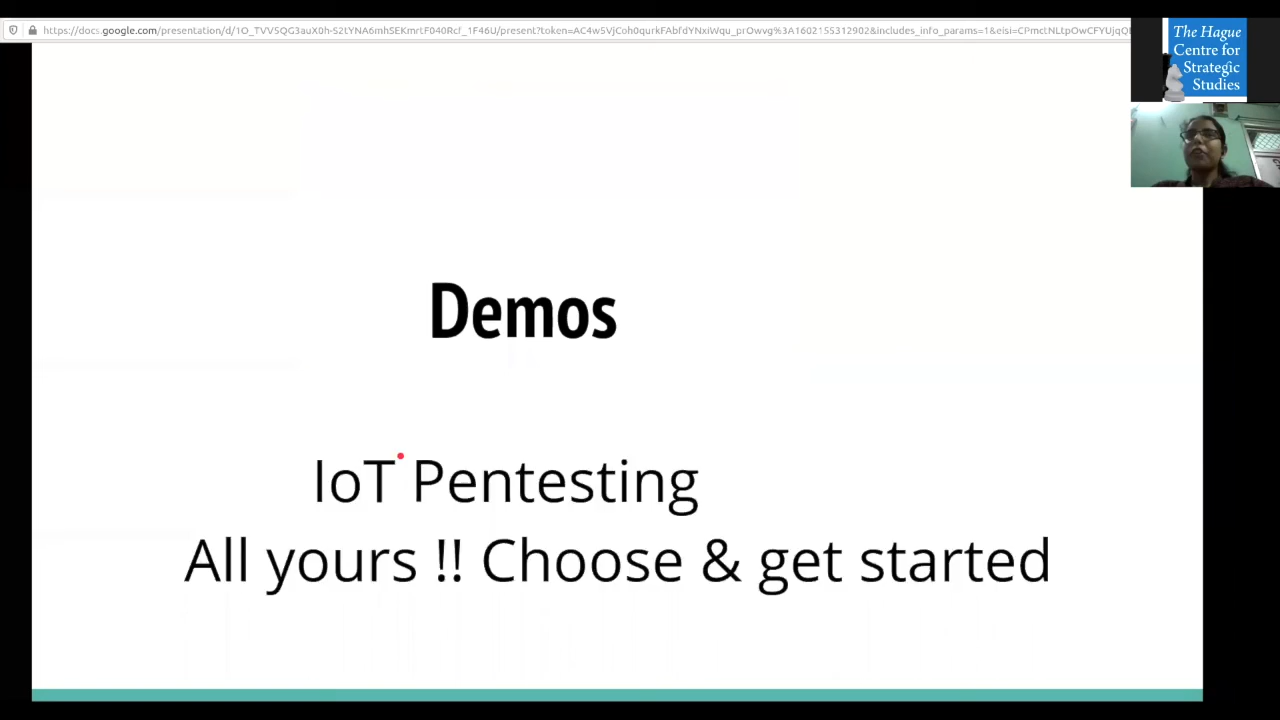 The Hague
Centre for
Strategic
Studies
Demos
IoT Pentesting
All yours !! Choose & get started